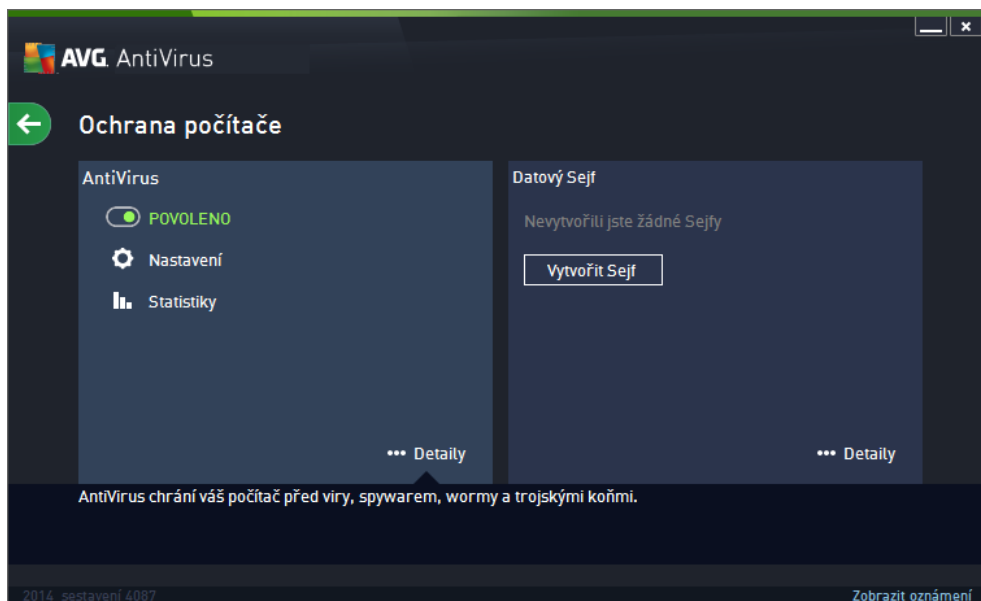 AVG. AntiVirus
Ochrana počítače
AntiVirus
POVOLENO
Nastavení
Statistiky
••• Detaily
Datový Sejf
Nevytvořili jste žádné Sejfy
Vytvořit Sejf
••• Detaily
AntiVirus chrání váš počítač před viry, spywarem, wormy a trojskými koňmi.
2014 sestavení 4087
Zobrazit oznámení